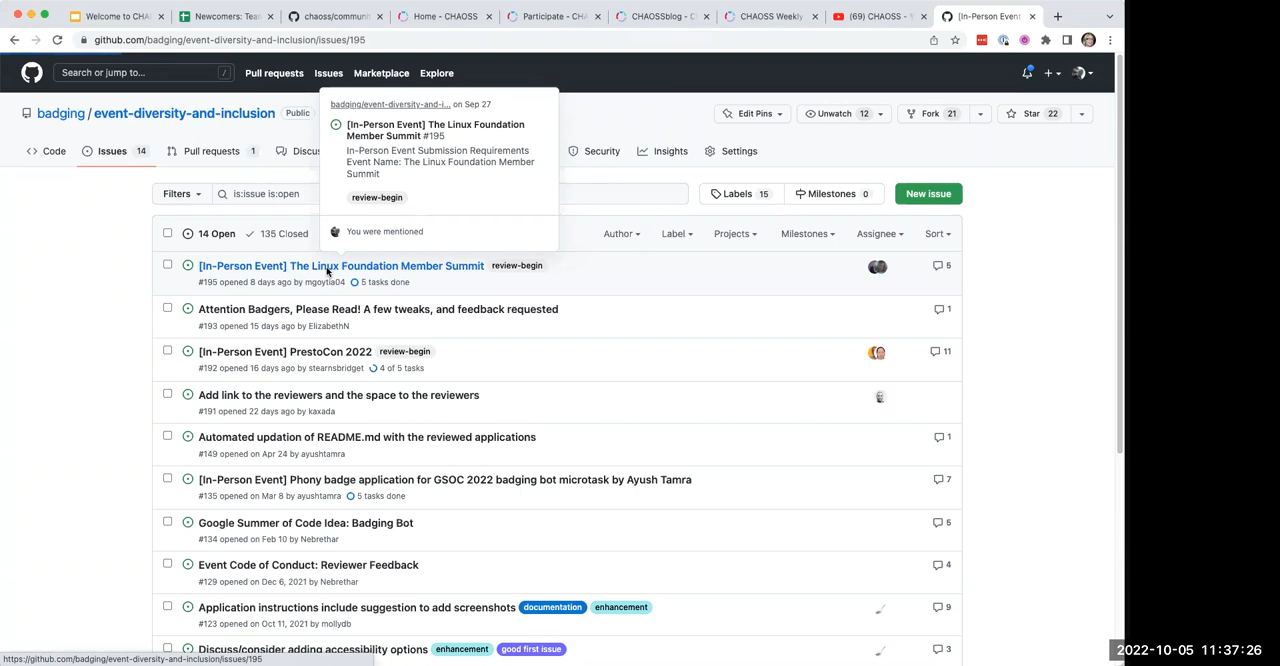 Welcome to CHA
Newcomers: Tea
chaoss/commun
Home - CHAOSS
Participate - CHA
CHAOSSblog - C
CHAOSS Weekly
(69) CHAOSS -
[In-Person Event
github.com/badging/event-diversity-and-inclusion/issues/195
Search or jump to...
/
Pull requests
Issues
Marketplace
Explore
badging/event-diversity-and-i... on Sep 27
[In-Person Event] The Linux Foundation
Member Summit #195
In-Person Event Submission Requirements
Event Name: The Linux Foundation Member
Summit
review-begin
You were mentioned
badging / event-diversity-and-inclusion
Public
Edit Pins
Unwatch 12
Fork 21
Star 22
Code
Issues 14
Pull requests 1
Discus
Security
Insights
Settings
Filters
is:issue is:open
Labels 15
Milestones 0
New issue
14 Open
135 Closed
Author
Label
Projects
Milestones
Assignee
Sort
[In-Person Event] The Linux Foundation Member Summit review-begin
5
#195 opened 8 days ago by mgoytia04 5 tasks done
Attention Badgers, Please Read! A few tweaks, and feedback requested
1
#193 opened 15 days ago by ElizabethN
[In-Person Event] PrestoCon 2022 review-begin
11
#192 opened 16 days ago by stearnsbridget 4 of 5 tasks
Add link to the reviewers and the space to the reviewers
#191 opened 22 days ago by kaxada
Automated updation of README.md with the reviewed applications
1
#149 opened on Apr 24 by ayushtamra
[In-Person Event] Phony badge application for GSOC 2022 badging bot microtask by Ayush Tamra
7
#135 opened on Mar 8 by ayushtamra 5 tasks done
Google Summer of Code Idea: Badging Bot
5
#134 opened on Feb 10 by Nebrethar
Event Code of Conduct: Reviewer Feedback
4
#129 opened on Dec 6, 2021 by Nebrethar
Application instructions include suggestion to add screenshots documentation enhancement
9
#123 opened on Oct 11, 2021 by mollydb
Discuss/consider adding accessibility options enhancement good first issue
3
https://github.com/badging/event-diversity-and-inclusion/issues/195
2022-10-05 11:37:26